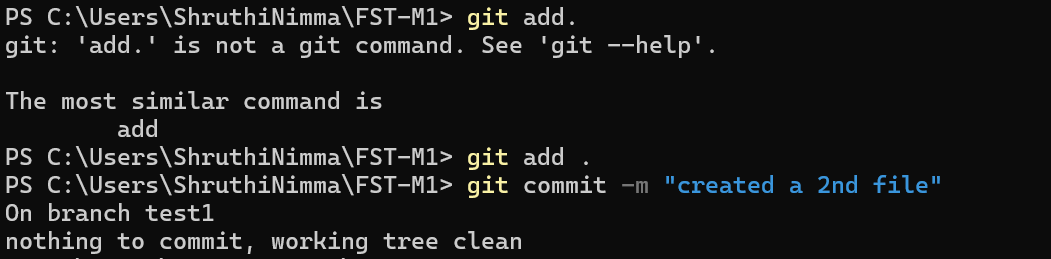 PS C:\Users\ShruthiNimma\FST-M1> git add.
git: 'add.' is not a git command. See 'git --help'.
The most similar command is
add
PS C:\Users\ShruthiNimma\FST-M1> git add .
PS C:\Users\ShruthiNimma\FST-M1> git commit -m "created a 2nd file"
On branch test1
nothing to commit, working tree clean